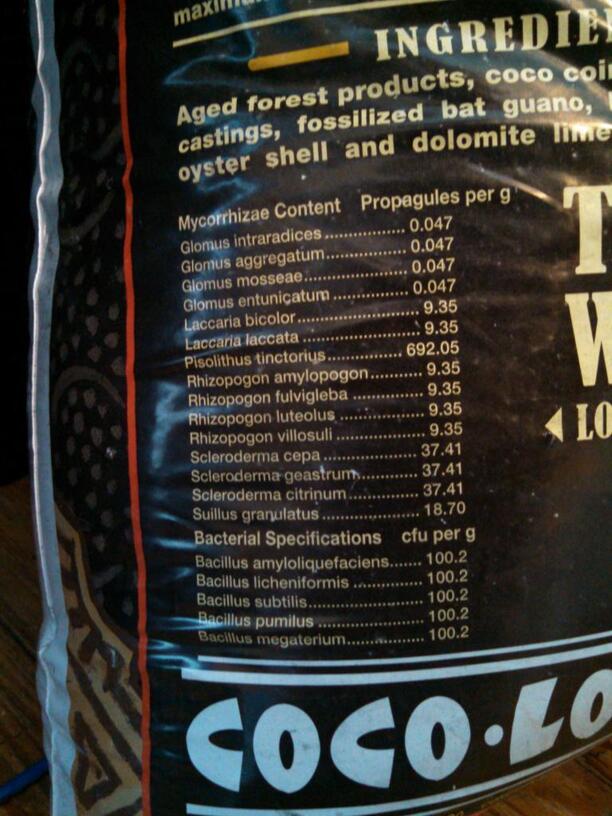 INGREDIE
Aged forest products, coco coi
castings, fossilized bat guano,
oyster shell and dolomite lime
Mycorrhizae Content Propagules per g
Glomus intraradices................ 0.047
Glomus aggregatum................ 0.047
Glomus mosseae.................... 0.047
Glomus entunicatum ............... 0.047
Laccaria bicolor........................ 9.35
Laccaria laccata ...................... 9.35
Pisolithus tinctorius.............. 692.05
Rhizopogon amylopogon.......... 9.35
Rhizopogon fulvigleba .............. 9.35
Rhizopogon luteolus ................. 9.35
Rhizopogon villosuli .................. 9.35
Scleroderma cepa ................... 37.41
Scleroderma geastrum............. 37.41
Scleroderma citrinum .............. 37.41
Suillus granulatus .................... 18.70
Bacterial Specifications cfu per g
Bacillus amyloliquefaciens....... 100.2
Bacillus licheniformis ............... 100.2
Bacillus subtilis......................... 100.2
Bacillus pumilus ....................... 100.2
Bacillus megaterium................. 100.2
T
W
LO
COCO·LO